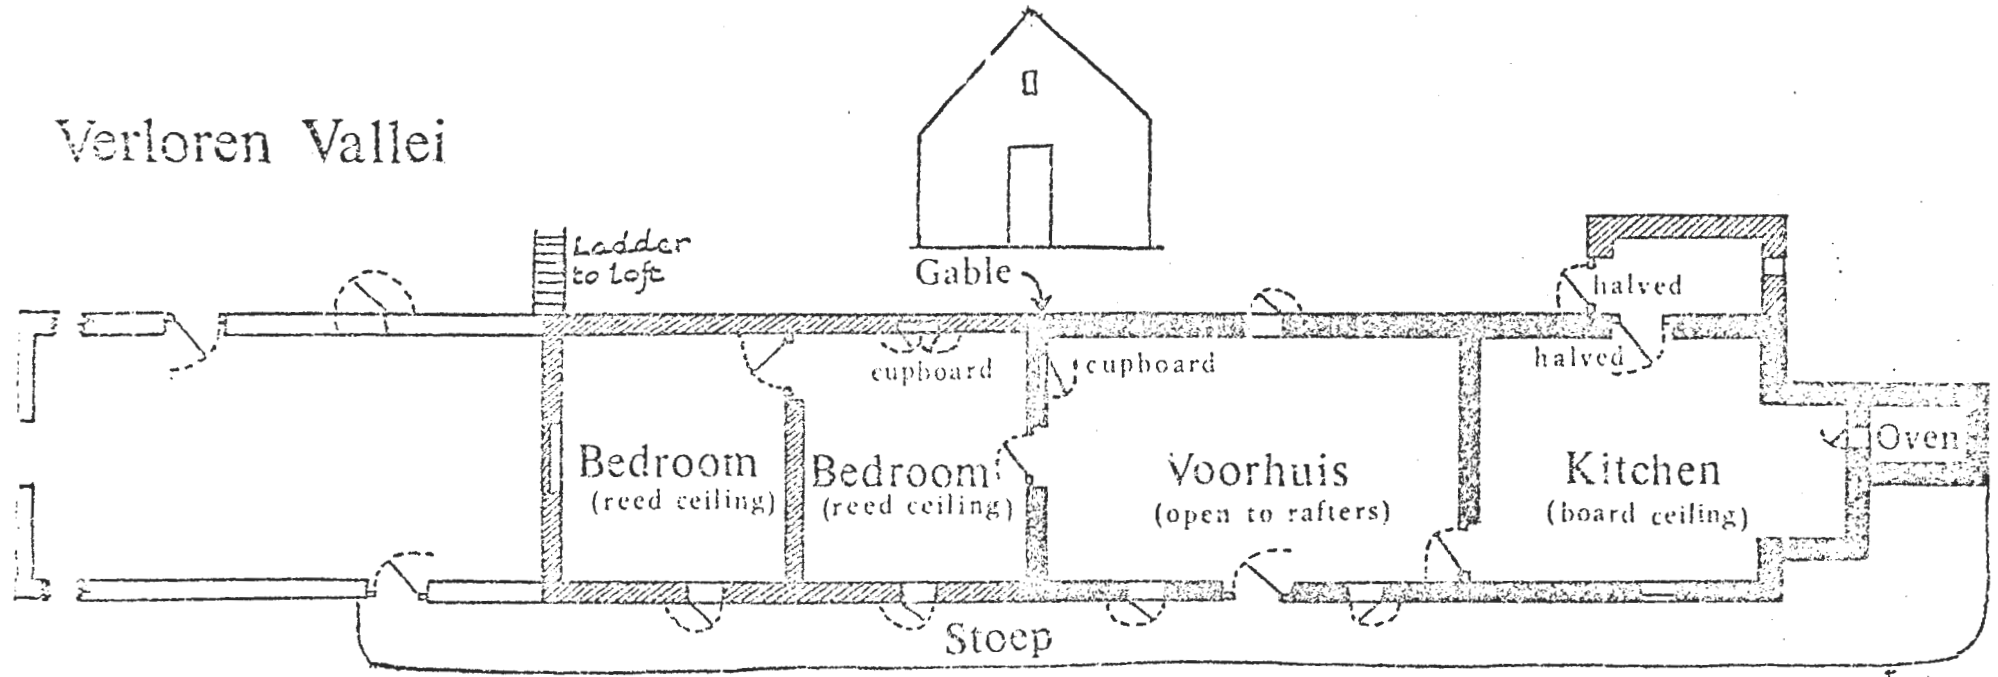 Verloren Vallei
Ladder
to loft
Gable
halved
halved
cupboard
cupboard
Bedroom
(reed ceiling)
Bedroom
(reed ceiling)
Voorhuis
(open to rafters)
Kitchen
(board ceiling)
Oven
Stoep